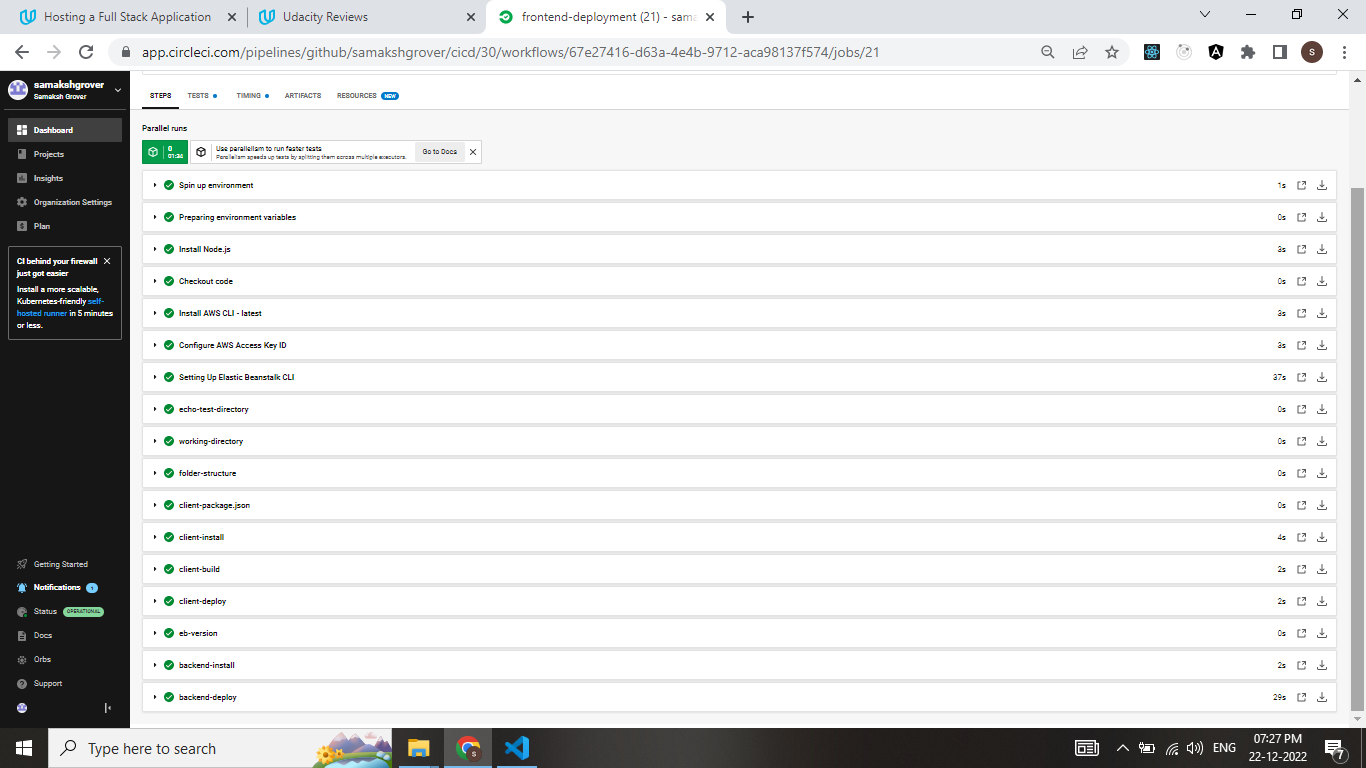 Hosting a Full Stack Application
Udacity Reviews
frontend-deployment (21) - sama
app.circleci.com/pipelines/github/samakshgrover/cicd/30/workflows/67e27416-d63a-4e4b-9712-aca98137f574/jobs/21
S
samakshgrover
Samaksh Grover
Dashboard
Projects
Insights
Organization Settings
Plan
CI behind your firewall
just got easier
Install a more scalable,
Kubernetes-friendly self-
hosted runner in 5 minutes
or less.
Getting Started
Notifications 1
Status OPERATIONAL
Docs
Orbs
Support
STEPS TESTS TIMING ARTIFACTS RESOURCES NEW
Parallel runs
0
01:36
Use parallelism to run faster tests
Parallelism speeds up tests by splitting them across multiple executors.
Go to Docs
Spin up environment 1s
Preparing environment variables 0s
Install Node.js 3s
Checkout code 0s
Install AWS CLI - latest 3s
Configure AWS Access Key ID 3s
Setting Up Elastic Beanstalk CLI 37s
echo-test-directory 0s
working-directory 0s
folder-structure 0s
client-package.json 0s
client-install 4s
client-build 2s
client-deploy 2s
eb-version 0s
backend-install 2s
backend-deploy 29s
Type here to search
ENG
07:27 PM
22-12-2022
7